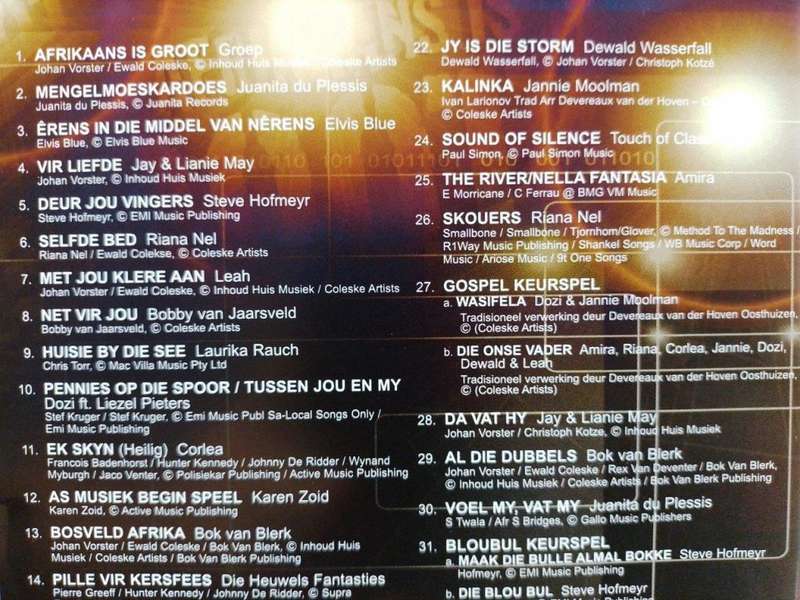 1. AFRIKAANS IS GROOT Groep
Johan Vorster / Ewald Coleske, © Inhoud Huis Musiek / Coleske Artists
2. MENGELMOESKARDOES Juanita du Plessis
Juanita du Plessis, © Juanita Records
3. ÊRENS IN DIE MIDDEL VAN NÊRENS Elvis Blue
Elvis Blue, © Elvis Blue Music
4. VIR LIEFDE Jay & Lianie May
Johan Vorster, © Inhoud Huis Musiek
5. DEUR JOU VINGERS Steve Hofmeyr
Steve Hofmeyr, © EMI Music Publishing
6. SELFDE BED Riana Nel
Riana Nel / Ewald Colekse, © Coleske Artists
7. MET JOU KLERE AAN Leah
Johan Vorster / Ewald Coleske, © Inhoud Huis Musiek / Coleske Artists
8. NET VIR JOU Bobby van Jaarsveld
Bobby van Jaarsveld, © Coleske Artists
9. HUISIE BY DIE SEE Laurika Rauch
Chris Torr, © Mac Villa Music Pty Ltd
10. PENNIES OP DIE SPOOR / TUSSEN JOU EN MY
Dozi ft. Liezel Pieters
Stef Kruger / Stef Kruger, © Emi Music Publ Sa-Local Songs Only /
Emi Music Publishing
11. EK SKYN (Heilig) Corlea
Francois Badenhorst / Hunter Kennedy / Johnny De Ridder / Wynand
Myburgh / Jaco Venter, © Polisiekar Publishing / Active Music Publishing
12. AS MUSIEK BEGIN SPEEL Karen Zoid
Karen Zoid, © Active Music Publishing
13. BOSVELD AFRIKA Bok van Blerk
Johan Vorster / Ewald Coleske / Bok Van Blerk, © Inhoud Huis
Musiek / Coleske Artists / Bok Van Blerk Publishing
14. PILLE VIR KERSFEES Die Heuwels Fantasties
Pierre Greeff / Hunter Kennedy / Johnny De Ridder, © Supra
22. JY IS DIE STORM Dewald Wasserfall
Dewald Wasserfall, © Johan Vorster / Christoph Kotzé
23. KALINKA Jannie Moolman
Ivan Larionov Trad Arr Devereaux van der Hoven –
© Coleske Artists
24. SOUND OF SILENCE Touch of Class
Paul Simon, © Paul Simon Music
25. THE RIVER/NELLA FANTASIA Amira
E Morricane / C Ferrau @ BMG VM Music
26. SKOUERS Riana Nel
Smallbone / Smallbone / Tjornhom/Glover, © Method To The Madness /
R1Way Music Publishing / Shankel Songs / WB Music Corp / Word
Music / Anose Music / 9t One Songs
27. GOSPEL KEURSPEL
a. WASIFELA Dozi & Jannie Moolman
Tradisioneel verwerking deur Devereaux van der Hoven Oosthuizen,
© (Coleske Artists)
b. DIE ONSE VADER Amira, Riana, Corlea, Jannie, Dozi,
Dewald & Leah
Tradisioneel verwerking deur Devereaux van der Hoven Oosthuizen,
© (Coleske Artists)
28. DA VAT HY Jay & Lianie May
Johan Vorster / Christoph Kotze, © Inhoud Huis Musiek
29. AL DIE DUBBELS Bok van Blerk
Johan Vorster / Ewald Coleske / Rex Van Deventer / Bok Van Blerk,
© Inhoud Huis Musiek / Coleske Artists / Bok Van Blerk Publishing
30. VOEL MY, VAT MY Juanita du Plessis
S Twala / Afr S Bridges, © Gallo Music Publishers
31. BLOUBUL KEURSPEL
a. MAAK DIE BULLE ALMAL BOKKE Steve Hofmeyr
Hofmeyr, © EMI Music Publishing
b. DIE BLOU BUL Steve Hofmeyr